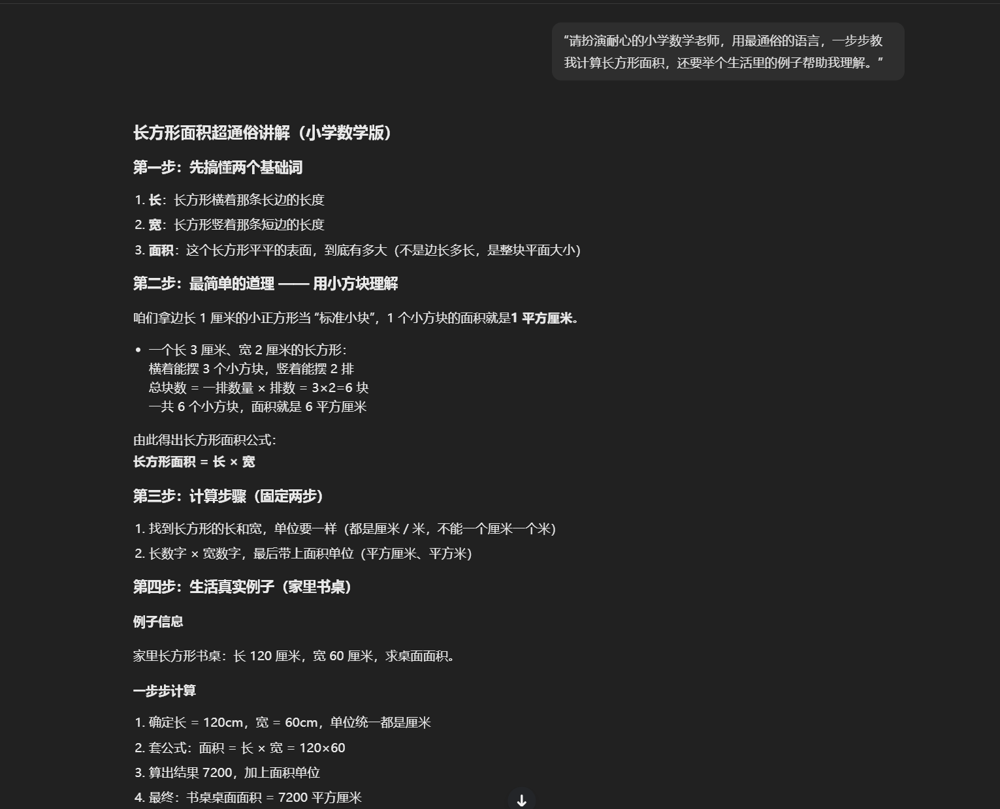 “请扮演耐心的小学数学老师，用最通俗的语言，一步步教
我计算长方形面积，还要举个生活里的例子帮助我理解。”
长方形面积超通俗讲解（小学数学版）
第一步：先搞懂两个基础词
1. 长：长方形横着那条长边的长度
2. 宽：长方形竖着那条短边的长度
3. 面积：这个长方形平平的表面，到底有多大（不是边长多长，是整块平面大小）
第二步：最简单的道理 —— 用小方块理解
咱们拿边长 1 厘米的小正方形当 “标准小块”，1 个小方块的面积就是1 平方厘米。
• 一个长 3 厘米、宽 2 厘米的长方形：
横着能摆 3 个小方块，竖着能摆 2 排
总块数 = 一排数量 × 排数 = 3×2=6 块
一共 6 个小方块，面积就是 6 平方厘米
由此得出长方形面积公式：
长方形面积 = 长 × 宽
第三步：计算步骤（固定两步）
1. 找到长方形的长和宽，单位要一样（都是厘米 / 米，不能一个厘米一个米）
2. 长数字 × 宽数字，最后带上面积单位（平方厘米、平方米）
第四步：生活真实例子（家里书桌）
例子信息
家里长方形书桌：长 120 厘米，宽 60 厘米，求桌面面积。
一步步计算
1. 确定长 = 120cm，宽 = 60cm，单位统一都是厘米
2. 套公式：面积 = 长 × 宽 = 120×60
3. 算出结果 7200，加上面积单位
4. 最终：书桌桌面面积 = 7200 平方厘米